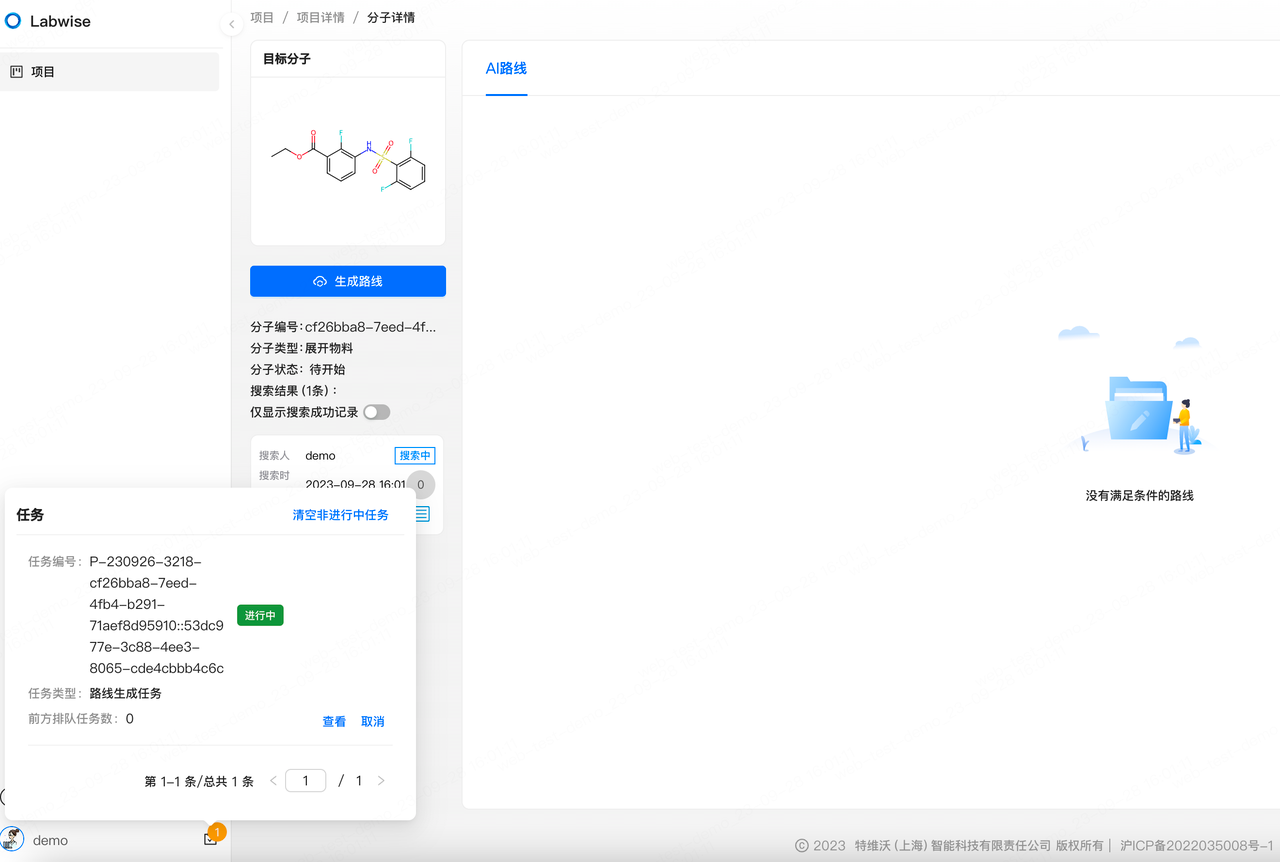 Labwise
项目
项目 / 项目详情 / 分子详情
目标分子
O
F
O
H
N
O
S
O
F
F
生成路线
分子编号：cf26bba8-7eed-4f...
分子类型：展开物料
分子状态：待开始
搜索结果 (1条)：
仅显示搜索成功记录
搜索人 demo 搜索中
搜索时
2023-09-28 16:01 0
AI路线
没有满足条件的路线
任务 清空非进行中任务
任务编号： P-230926-3218-
cf26bba8-7eed-
4fb4-b291-
71aef8d95910::53dc9
77e-3c88-4ee3-
8065-cde4cbbb4c6c
进行中
任务类型： 路线生成任务
前方排队任务数： 0
查看 取消
第 1-1 条/总共 1 条 < 1 / 1 >
demo 1
© 2023 特维沃 (上海) 智能科技有限责任公司 版权所有 | 沪ICP备2022035008号-1